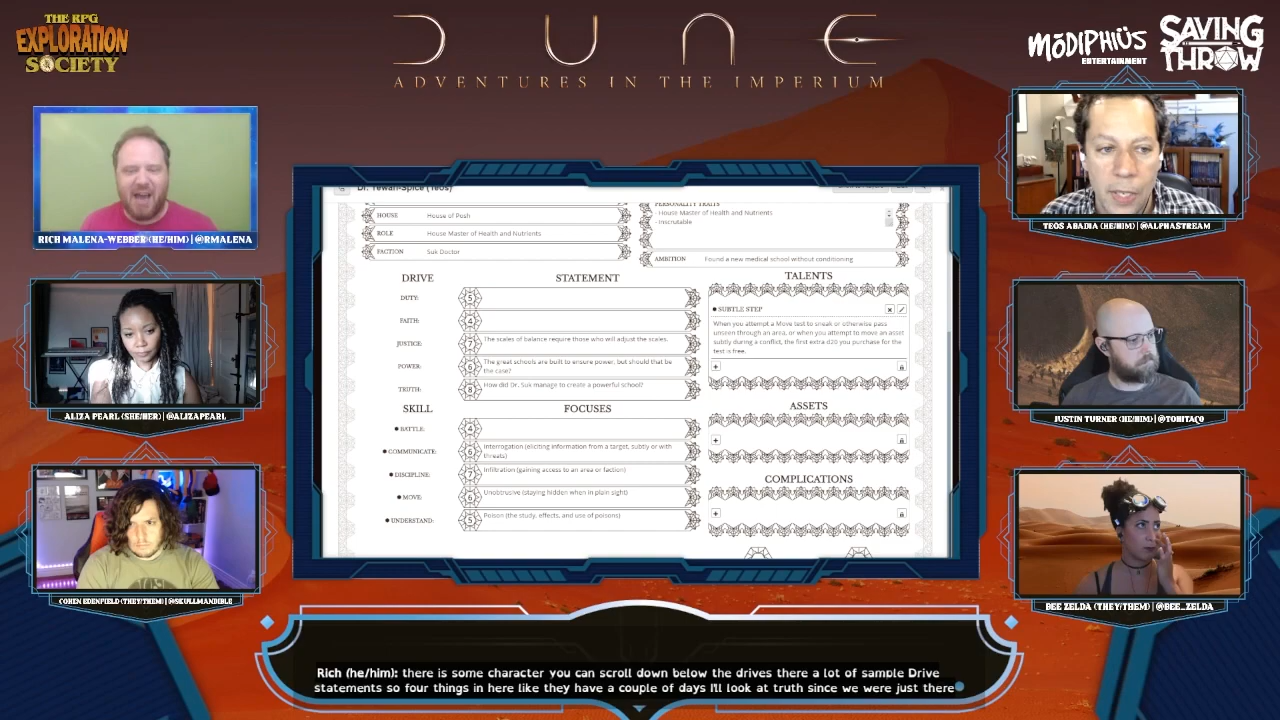 THE RPG
EXPLORATION
SOCIETY
DUNE
ADVENTURES IN THE IMPERIUM
MŌDIPHIÜS
ENTERTAINMENT
SAVING
THROW
RICH MALENA-WEBBER (HE/HIM) | @RMALENA
ALIZA PEARL (SHE/HER) | @ALIZAPEARL
COHEN EDENFIELD (THEY/THEM) | @SKULLMANDIBLE
TEOS ABADIA (HE/HIM) | @ALPHASTREAM
JUSTIN TURNER (HE/HIM) | @TOHITACO
BEE ZELDA (THEY/THEM) | @BEE_ZELDA
Dr. Yewan-Spice (Teos)
HOUSE House of Posh
ROLE House Master of Health and Nutrients
FACTION Suk Doctor
PERSONALITY TRAITS
- House Master of Health and Nutrients
- Inscrutable
AMBITION Found a new medical school without conditioning
DRIVE STATEMENT
DUTY: 5
FAITH: 4
JUSTICE: 7 The scales of balance require those who will adjust the scales.
POWER: 6 The great schools are built to ensure power, but should that be
the case?
TRUTH: 8 How did Dr. Suk manage to create a powerful school?
SKILL FOCUSES
BATTLE: 4
COMMUNICATE: 6 Interrogation (eliciting information from a target, subtly or with
threats)
DISCIPLINE: Infiltration (gaining access to an area or faction)
MOVE: 6 Unobtrusive (staying hidden when in plain sight)
UNDERSTAND: 5 Poison (the study, effects, and use of poisons)
TALENTS
SUBTLE STEP
When you attempt a Move test to sneak or otherwise pass
unseen through an area, or when you attempt to move an asset
subtly during a conflict, the first extra d20 you purchase for the
test is free.
ASSETS
COMPLICATIONS
Rich (he/him): there is some character you can scroll down below the drives there a lot of sample Drive
statements so four things in here like they have a couple of days I'll look at truth since we were just there